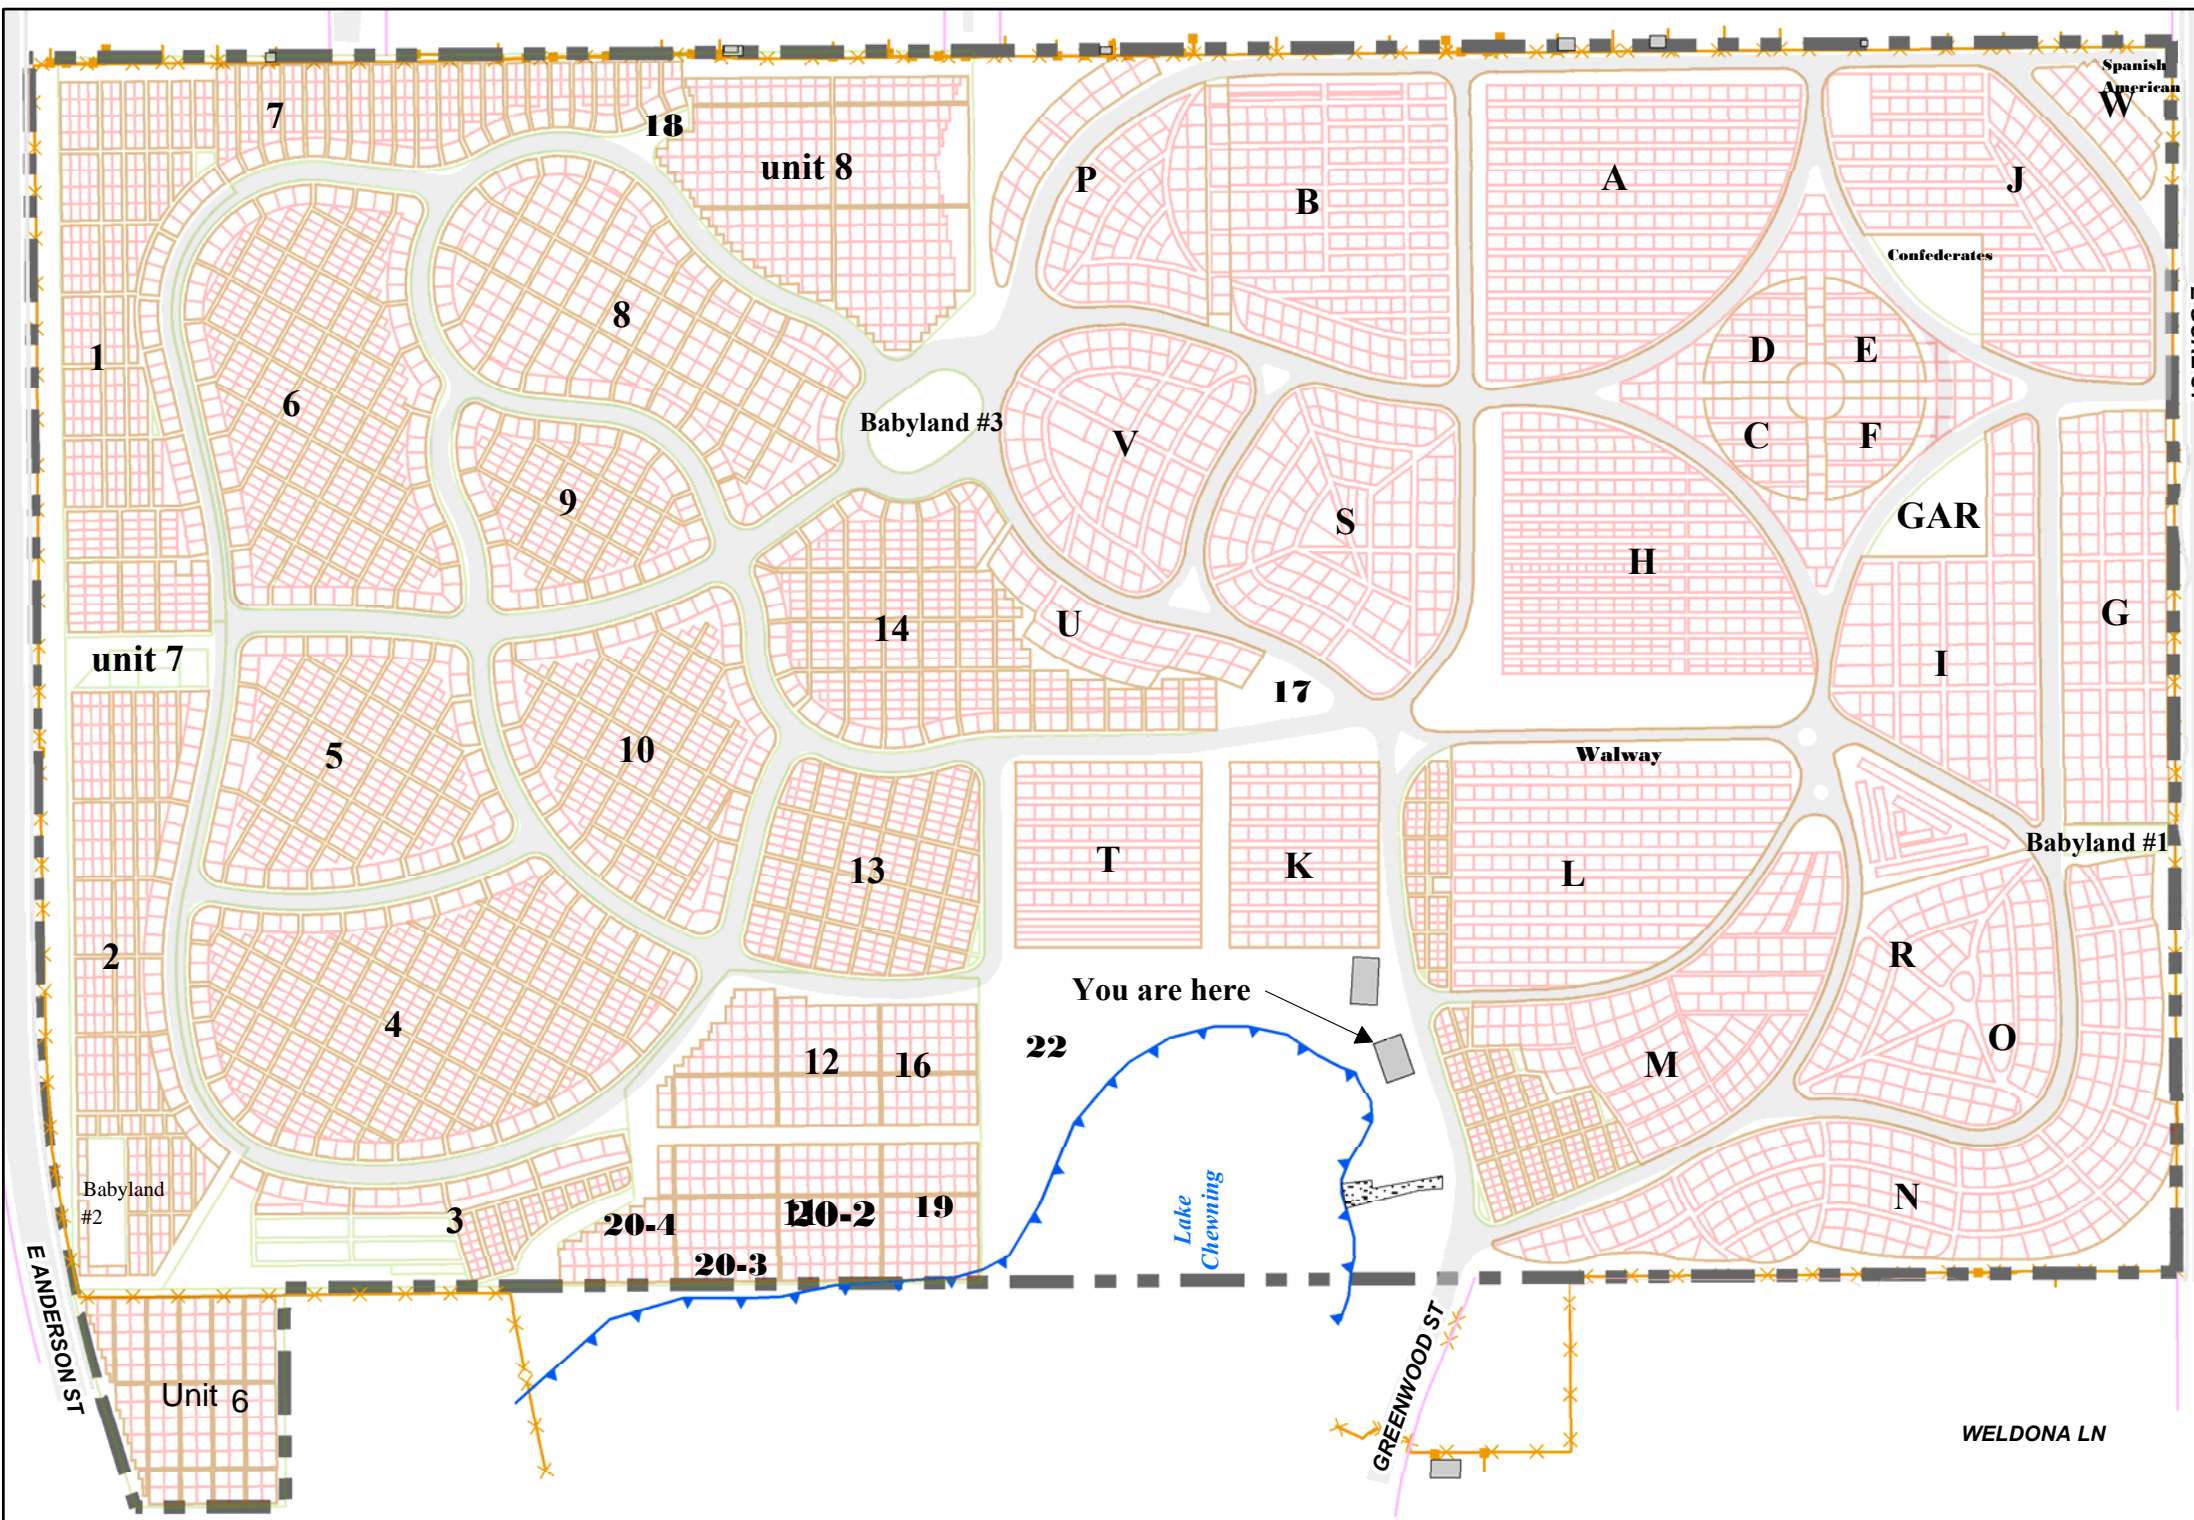 Spanish
American
W
7
18
unit 8
P
B
A
J
Confederates
1
6
8
D
E
Babyland #3
V
C
F
9
S
GAR
H
14
U
G
unit 7
I
17
5
10
Walway
13
T
K
L
Babyland #1
2
R
You are here
4
22
12
16
M
O
Babyland
#2
3
20-4
20-2
19
N
20-3
Lake
Chewning
E ANDERSON ST
Unit 6
GREENWOOD ST
WELDONA LN